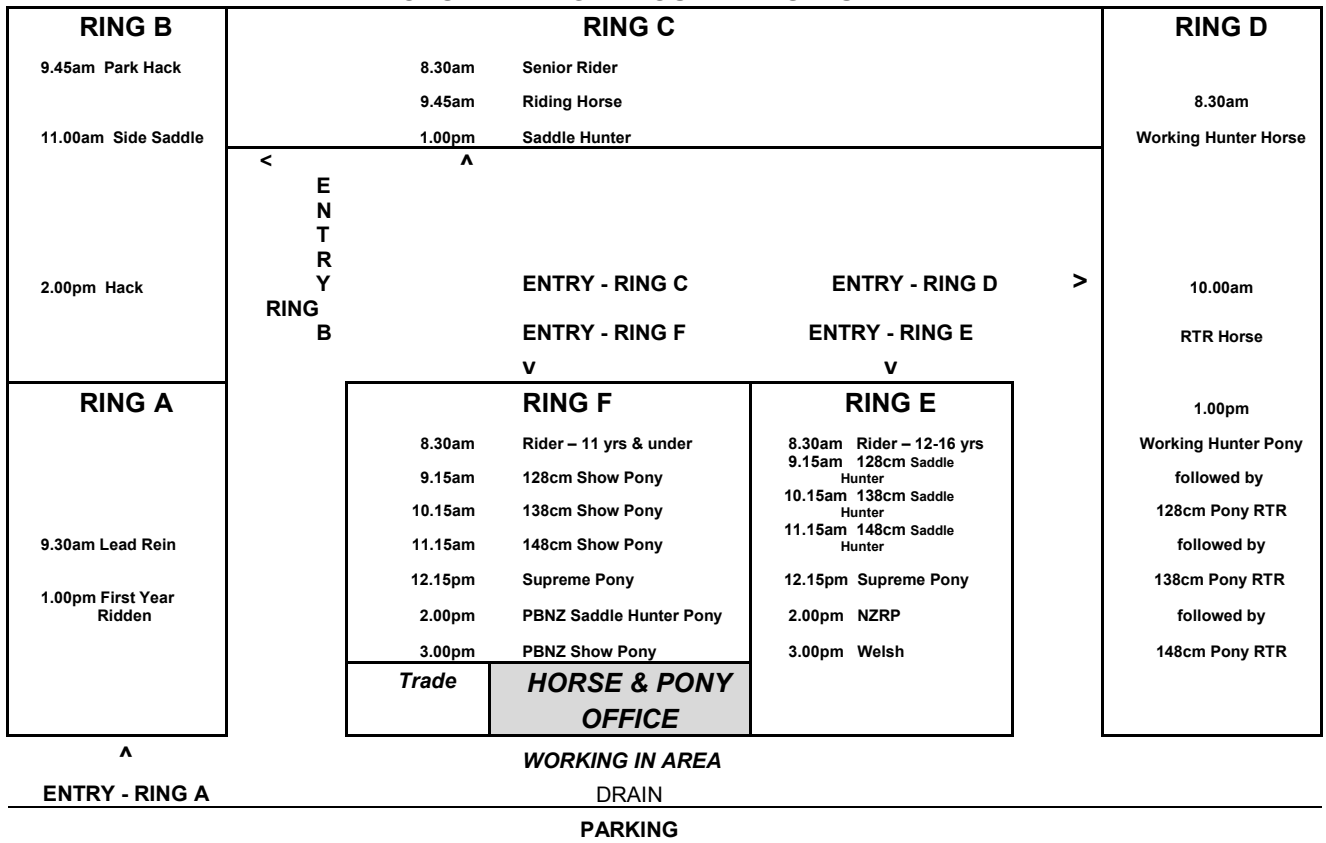 RING B
9.45am Park Hack
11.00am Side Saddle
2.00pm Hack
RING C
8.30am Senior Rider
9.45am Riding Horse
1.00pm Saddle Hunter
RING D
8.30am
Working Hunter Horse
10.00am
RTR Horse
1.00pm
Working Hunter Pony
followed by
128cm Pony RTR
followed by
138cm Pony RTR
followed by
148cm Pony RTR
< ^
E
N
T
R
Y
RING
B
ENTRY - RING C
ENTRY - RING D >
ENTRY - RING F
v
ENTRY - RING E
v
RING A
9.30am Lead Rein
1.00pm First Year
Ridden
RING F
8.30am Rider – 11 yrs & under
9.15am 128cm Show Pony
10.15am 138cm Show Pony
11.15am 148cm Show Pony
12.15pm Supreme Pony
2.00pm PBNZ Saddle Hunter Pony
3.00pm PBNZ Show Pony
RING E
8.30am Rider – 12-16 yrs
9.15am 128cm Saddle
Hunter
10.15am 138cm Saddle
Hunter
11.15am 148cm Saddle
Hunter
12.15pm Supreme Pony
2.00pm NZRP
3.00pm Welsh
Trade
HORSE & PONY
OFFICE
^
ENTRY - RING A
WORKING IN AREA
DRAIN
PARKING